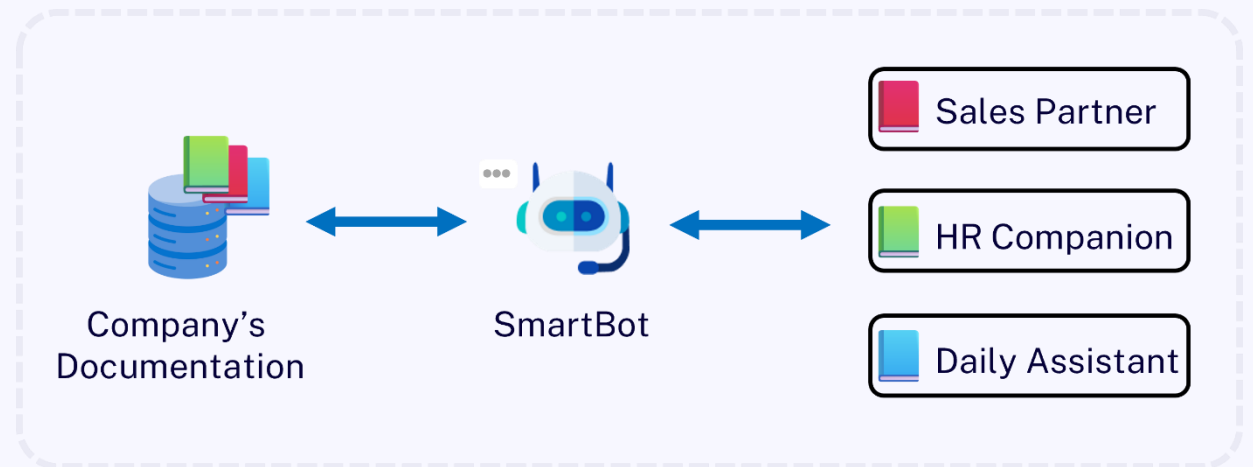 Company’s
Documentation
SmartBot
Sales Partner
HR Companion
Daily Assistant